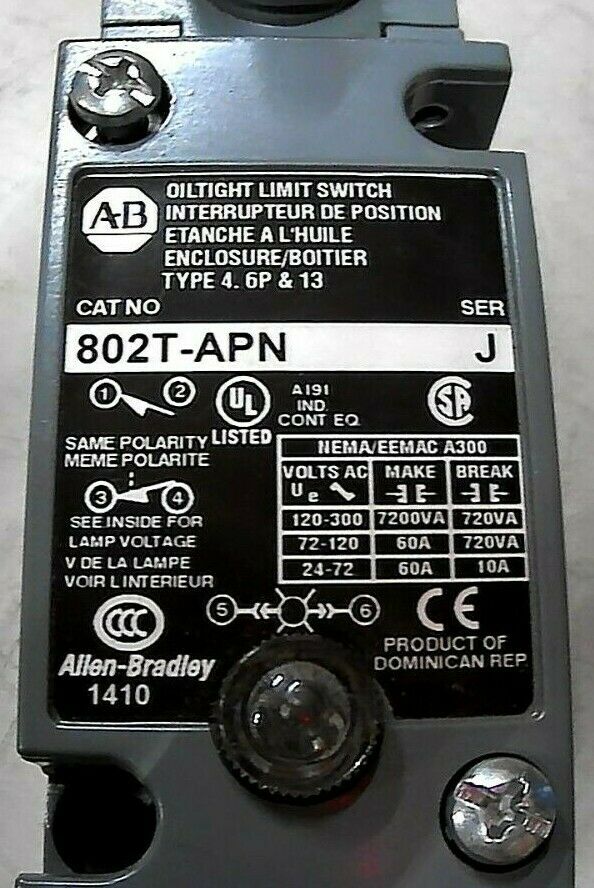 A-B
OILTIGHT LIMIT SWITCH
INTERRUPTEUR DE POSITION
ETANCHE A L'HUILE
ENCLOSURE/BOITIER
TYPE 4. 6P & 13
CAT NO SER
802T-APN J
1 2
UL
LISTED
A191
IND.
CONT EQ.
SA
SAME POLARITY
MEME POLARITE
3 4
SEE INSIDE FOR
LAMP VOLTAGE
V DE LA LAMPE
VOIR L'INTERIEUR
NEMA/EEMAC A300
VOLTS AC MAKE BREAK
Ue
120-300 7200VA 720VA
72-120 60A 720VA
24-72 60A 10A
CCC
5 6
CE
Allen-Bradley
1410
PRODUCT OF
DOMINICAN REP.